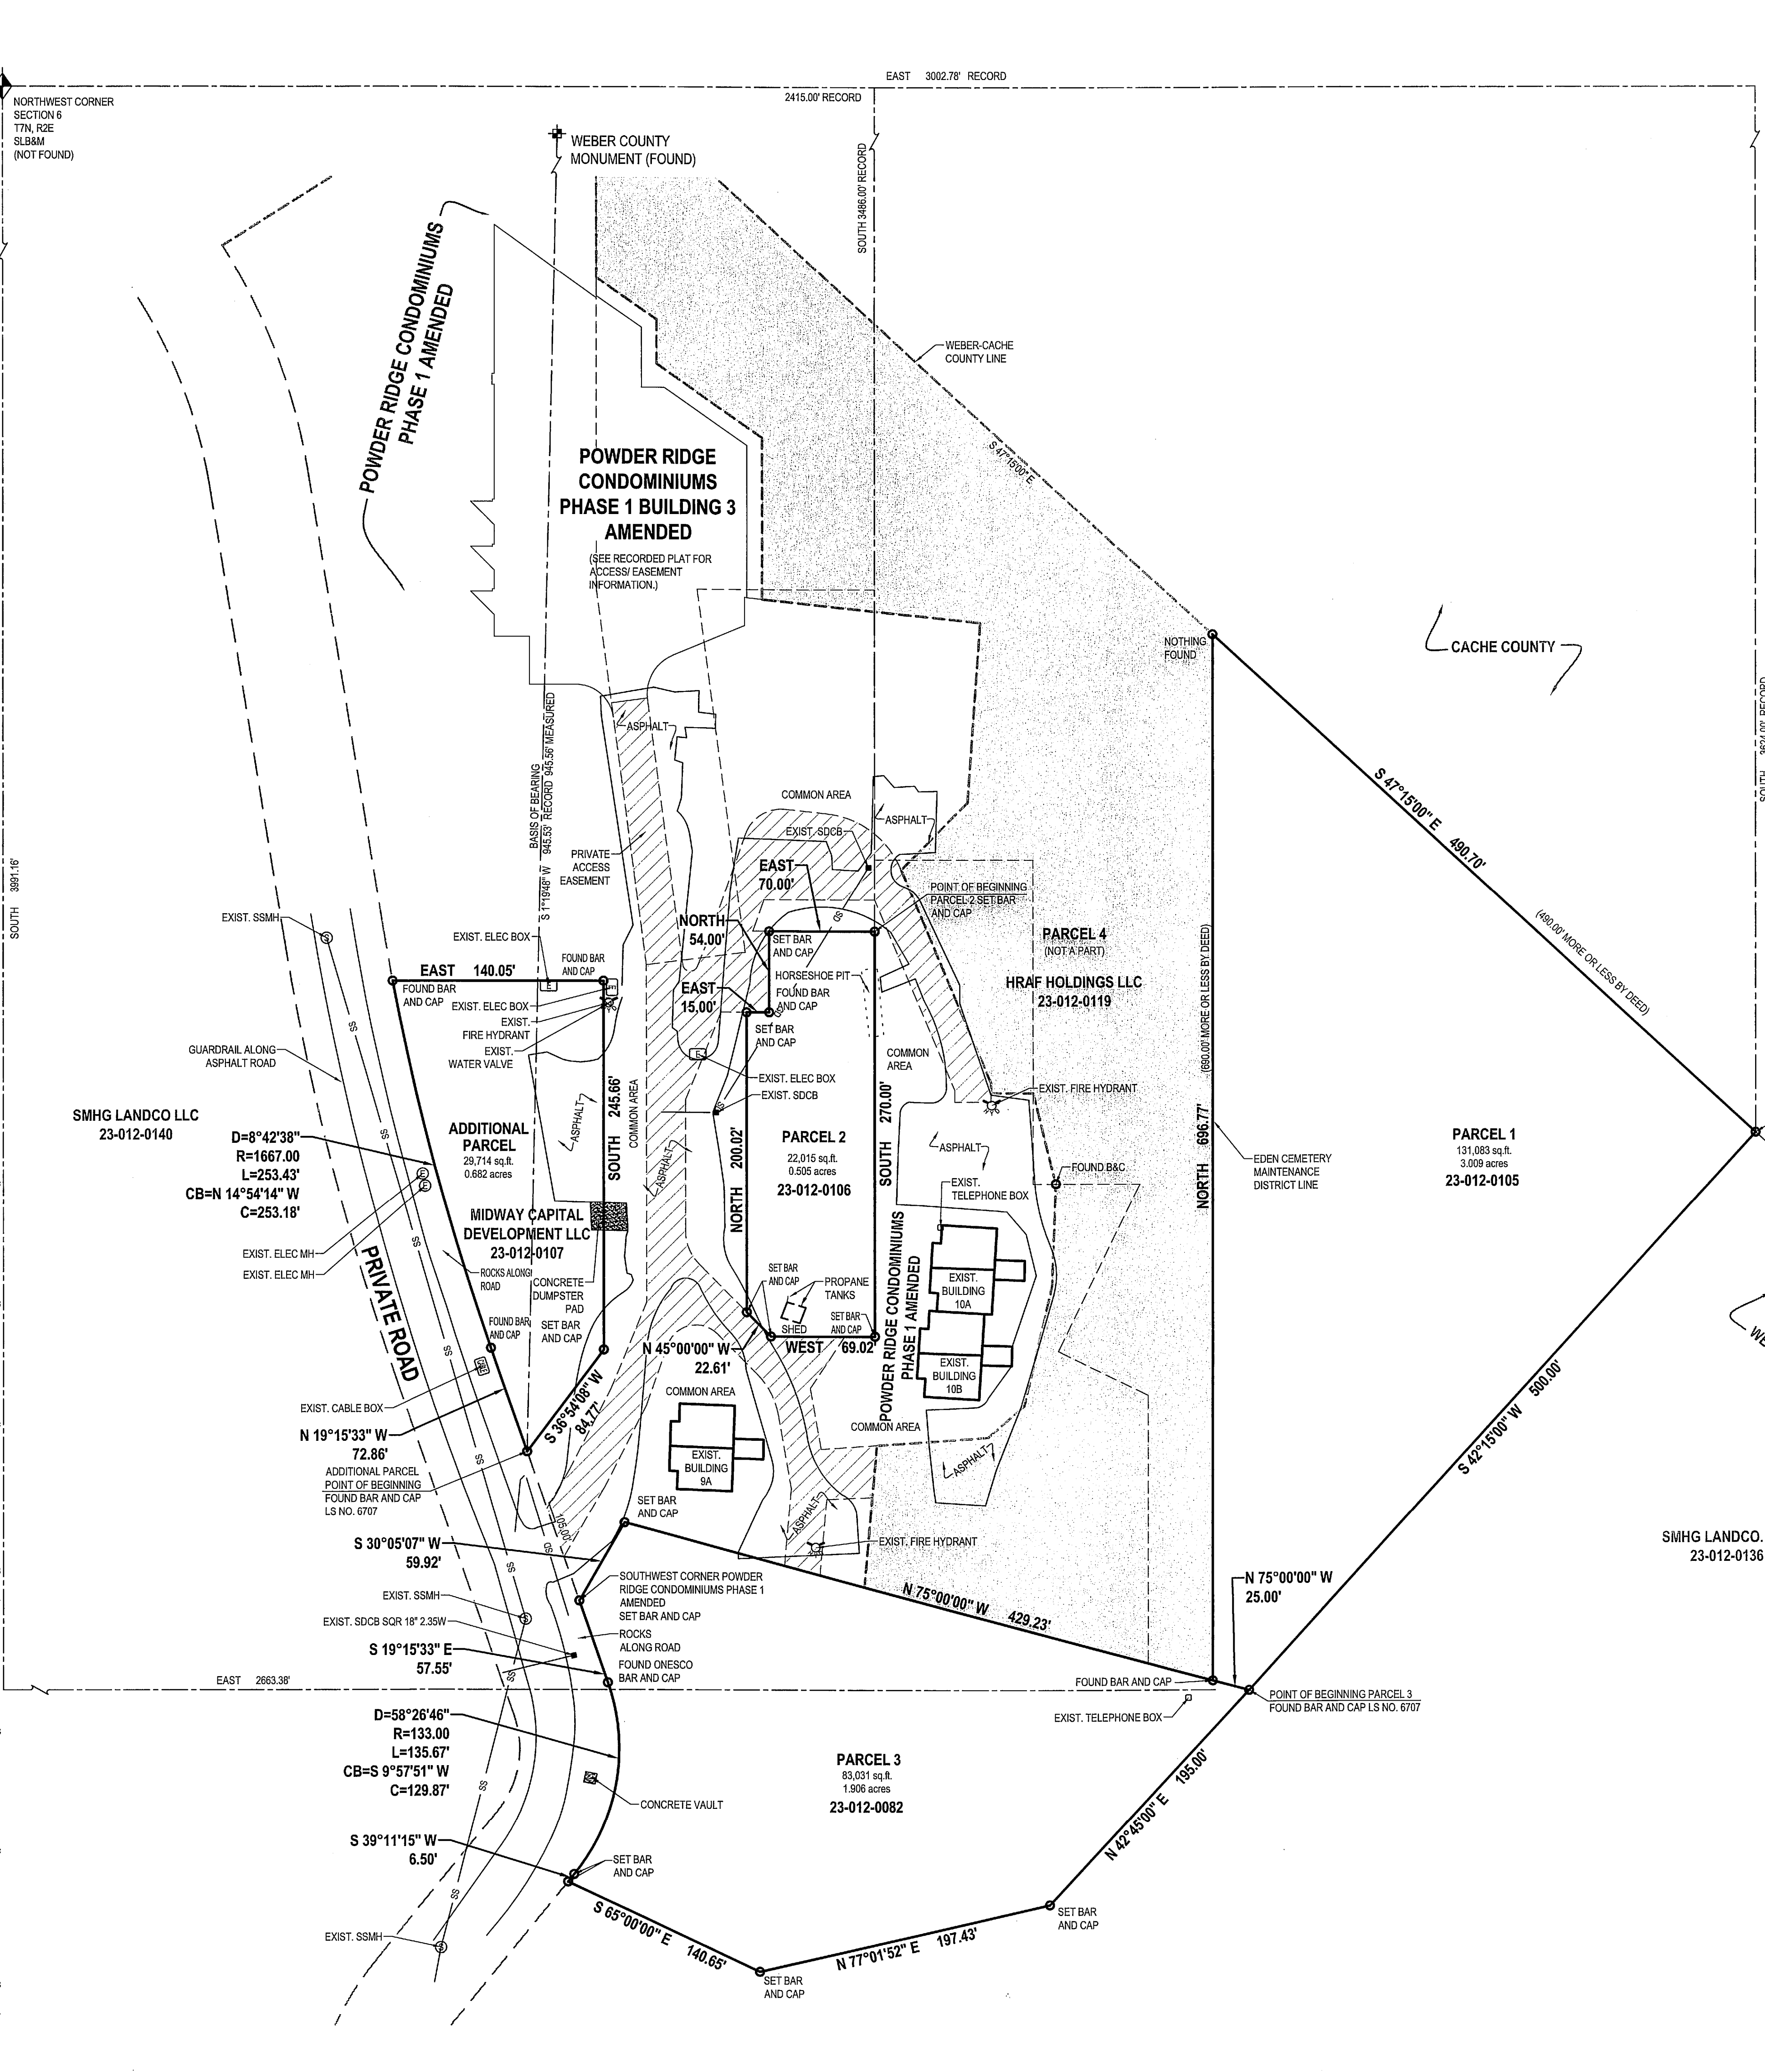 EAST 3002.78' RECORD
2415.00' RECORD
NORTHWEST CORNER
SECTION 6
T7N, R2E
SLB&M
(NOT FOUND)
WEBER COUNTY
MONUMENT (FOUND)
SOUTH 3486.00' RECORD
POWDER RIDGE CONDOMINIUMS
PHASE 1 AMENDED
WEBER-CACHE
COUNTY LINE
S 47°15'00" E
POWDER RIDGE
CONDOMINIUMS
PHASE 1 BUILDING 3
AMENDED
(SEE RECORDED PLAT FOR
ACCESS/ EASEMENT
INFORMATION.)
NOTHING
FOUND
CACHE COUNTY
SOUTH 3624.00' RECORD
ASPHALT
BASIS OF BEARING
S 1°19'48" W 945.53' RECORD 945.56' MEASURED
S 47°15'00" E 490.70'
(490.00' MORE OR LESS BY DEED)
COMMON AREA
ASPHALT
EXIST. SDCB
PRIVATE
ACCESS
EASEMENT
EAST
70.00'
SOUTH 3991.16'
POINT OF BEGINNING
PARCEL 2 SET BAR
AND CAP
SD
EXIST. SSMH
S
NORTH
54.00'
SET BAR
AND CAP
PARCEL 4
(NOT A PART)
HRAF HOLDINGS LLC
23-012-0119
(690.00' MORE OR LESS BY DEED)
EXIST. ELEC BOX
FOUND BAR
AND CAP
EAST 140.05'
HORSESHOE PIT
FOUND BAR
AND CAP
E
E
FOUND BAR
AND CAP
EAST
15.00'
EXIST. ELEC BOX
EXIST.
FIRE HYDRANT
EXIST.
WATER VALVE
SET BAR
AND CAP
SD
SS
GUARDRAIL ALONG
ASPHALT ROAD
COMMON
AREA
E
EXIST. ELEC BOX
EXIST. SDCB
SD
EXIST. FIRE HYDRANT
SMHG LANDCO LLC
23-012-0140
SOUTH 245.66'
COMMON AREA
SOUTH 270.00'
NORTH 696.77'
ASPHALT
ADDITIONAL
PARCEL
29,714 sq.ft.
0.682 acres
D=8°42'38"
R=1667.00
L=253.43'
CB=N 14°54'14" W
C=253.18'
SS
E
E
ASPHALT
NORTH 200.02'
PARCEL 2
22,015 sq.ft.
0.505 acres
23-012-0106
ASPHALT
FOUND B&C
EXIST.
TELEPHONE BOX
EDEN CEMETERY
MAINTENANCE
DISTRICT LINE
PARCEL 1
131,083 sq.ft.
3.009 acres
23-012-0105
MIDWAY CAPITAL
DEVELOPMENT LLC
23-012-0107
SS
EXIST. ELEC MH
EXIST. ELEC MH
ROCKS ALONG
ROAD
PRIVATE ROAD
CONCRETE
DUMPSTER
PAD
SET BAR
AND CAP
PROPANE
TANKS
SHED
SET BAR
AND CAP
POWDER RIDGE CONDOMINIUMS
PHASE 1 AMENDED
EXIST.
BUILDING
10A
FOUND BAR
AND CAP
SET BAR
AND CAP
N 45°00'00" W
22.61'
WEST 69.02'
SS
EXIST.
BUILDING
10B
S 36°54'08" W
84.77'
COMMON AREA
EXIST. CABLE BOX
COMMON AREA
N 19°15'33" W
72.86'
EXIST.
BUILDING
9A
ASPHALT
S 42°15'00" W 500.00'
ADDITIONAL PARCEL
POINT OF BEGINNING
FOUND BAR AND CAP
LS NO. 6707
SS
SET BAR
AND CAP
ASPHALT
105.00'
SD
S 30°05'07" W
59.92'
SS
EXIST. FIRE HYDRANT
SMHG LANDCO.
23-012-0136
SOUTHWEST CORNER POWDER
RIDGE CONDOMINIUMS PHASE 1
AMENDED
SET BAR AND CAP
N 75°00'00" W 429.23'
N 75°00'00" W
25.00'
EXIST. SSMH
S
EXIST. SDCB SQR 18" 2.35W
ROCKS
ALONG ROAD
S 19°15'33" E
57.55'
FOUND ONESCO
BAR AND CAP
EAST 2663.38'
SS
FOUND BAR AND CAP
POINT OF BEGINNING PARCEL 3
FOUND BAR AND CAP LS NO. 6707
EXIST. TELEPHONE BOX
D=58°26'46"
R=133.00
L=135.67'
CB=S 9°57'51" W
C=129.87'
PARCEL 3
83,031 sq.ft.
1.906 acres
23-012-0082
SS
CONCRETE VAULT
N 42°45'00" E 195.00'
S 39°11'15" W
6.50'
SET BAR
AND CAP
SS
S 65°00'00" E 140.65'
N 77°01'52" E 197.43'
SET BAR
AND CAP
EXIST. SSMH
S
SET BAR
AND CAP